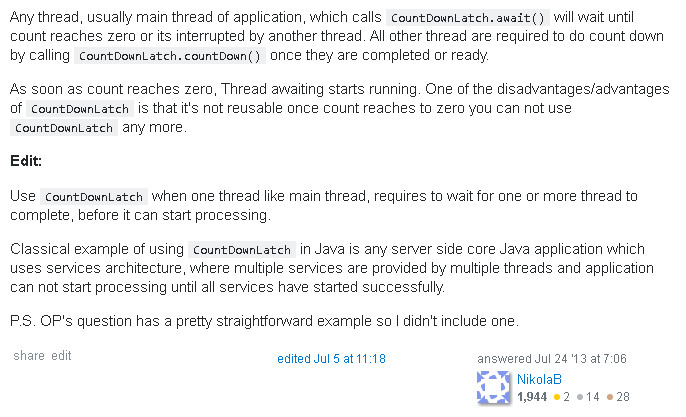 Any thread, usually main thread of application, which calls CountDownLatch.await() will wait until
count reaches zero or its interrupted by another thread. All other thread are required to do count down
by calling CountDownLatch.countDown() once they are completed or ready.
As soon as count reaches zero, Thread awaiting starts running. One of the disadvantages/advantages
of CountDownLatch is that it's not reusable once count reaches to zero you can not use
CountDownLatch any more.
Edit:
Use CountDownLatch when one thread like main thread, requires to wait for one or more thread to
complete, before it can start processing.
Classical example of using CountDownLatch in Java is any server side core Java application which
uses services architecture, where multiple services are provided by multiple threads and application
can not start processing until all services have started successfully.
P.S. OP's question has a pretty straightforward example so I didn't include one.
share edit edited Jul 5 at 11:18 answered Jul 24 '13 at 7:06
NikolaB
1,944 2 14 28